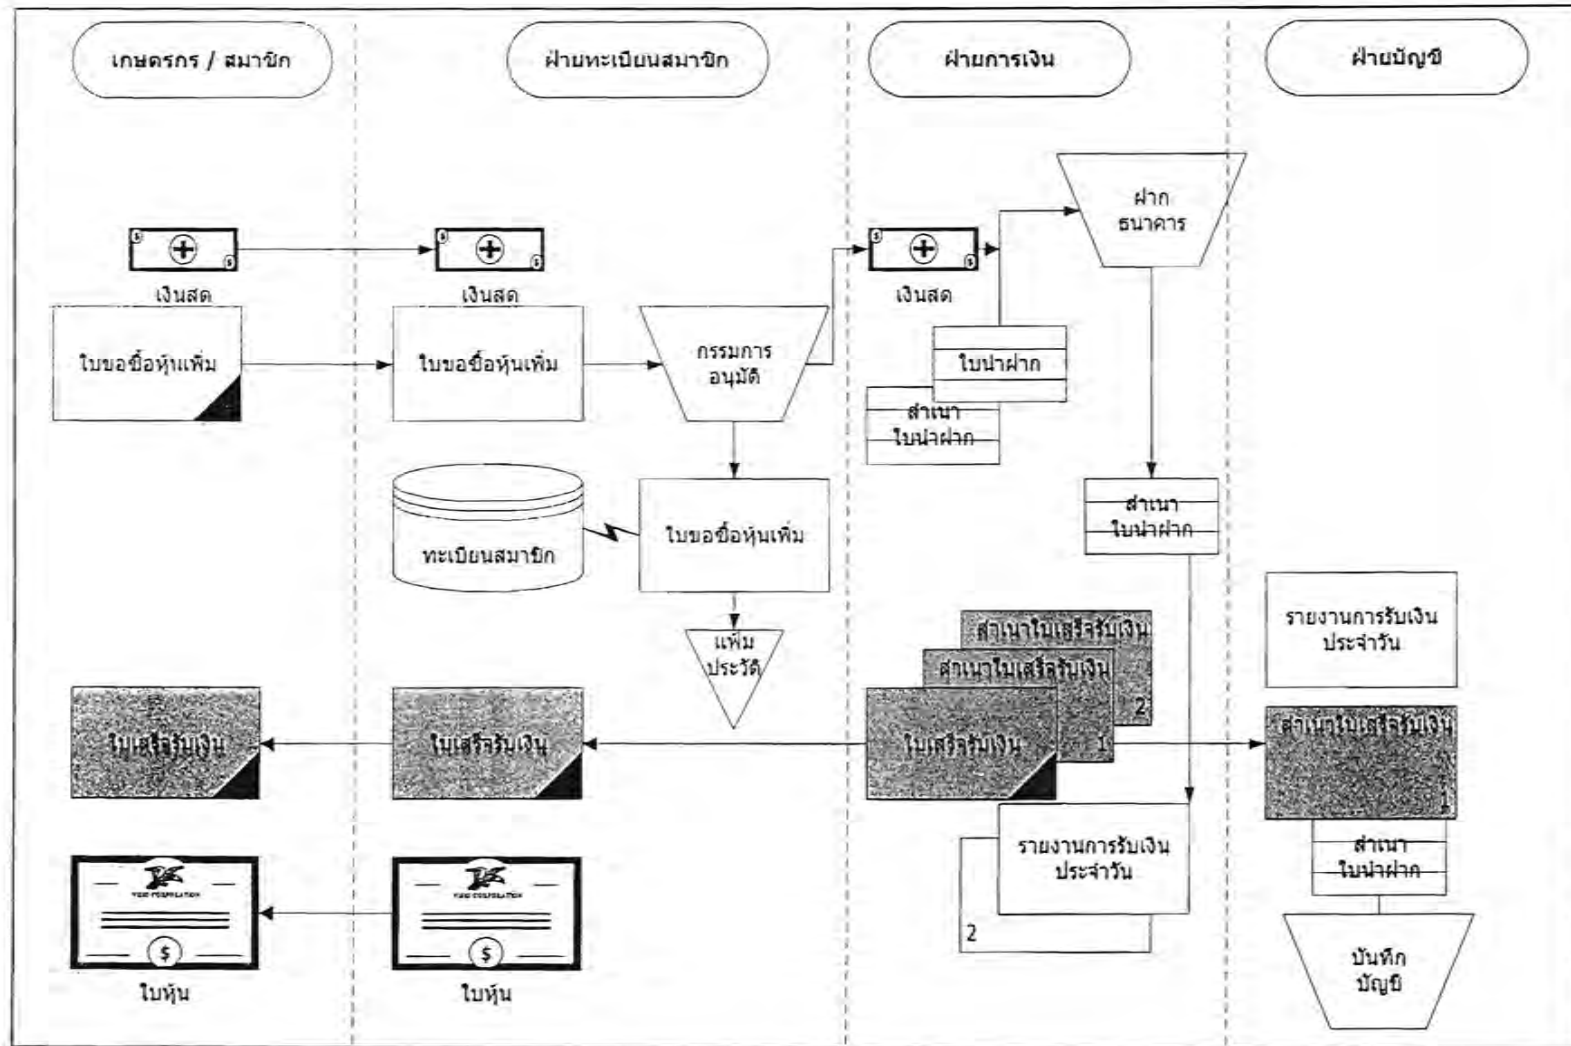 เกษตรกร / สมาชิก
ฝ่ายทะเบียนสมาชิก
ฝ่ายการเงิน
ฝ่ายบัญชี
ฝาก
ธนาคาร
เงินสด
เงินสด
เงินสด
ใบขอซื้อหุ้นเพิ่ม
ใบขอซื้อหุ้นเพิ่ม
กรรมการ
อนุมัติ
ใบนำฝาก
สำเนา
ใบนำฝาก
สำเนา
ใบนำฝาก
ทะเบียนสมาชิก
ใบขอซื้อหุ้นเพิ่ม
แฟ้ม
ประวัติ
สำเนาใบเสร็จรับเงิน
2
สำเนาใบเสร็จรับเงิน
1
ใบเสร็จรับเงิน
ใบเสร็จรับเงิน
ใบเสร็จรับเงิน
รายงานการรับเงิน
ประจำวัน
สำเนาใบเสร็จรับเงิน
1
สำเนา
ใบนำฝาก
รายงานการรับเงิน
ประจำวัน
2
VISIO CORPORATION
$
ใบหุ้น
VISIO CORPORATION
$
ใบหุ้น
บันทึก
บัญชี